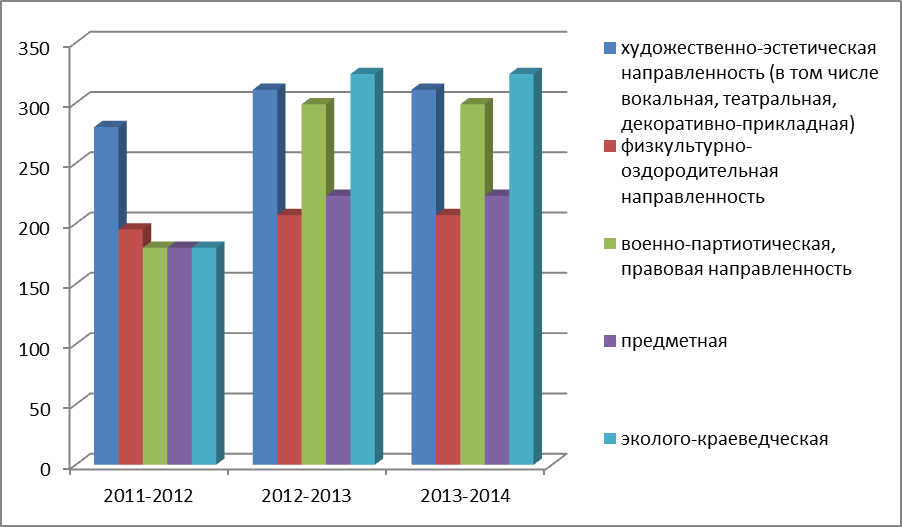 350
300
250
200
150
100
50
0
2011-2012
2012-2013
2013-2014
художественно-эстетическая
направленность (в том числе
вокальная, театральная,
декоративно-прикладная)
физкультурно-
оздородительная
направленность
военно-партиотическая,
правовая направленность
предметная
эколого-краеведческая